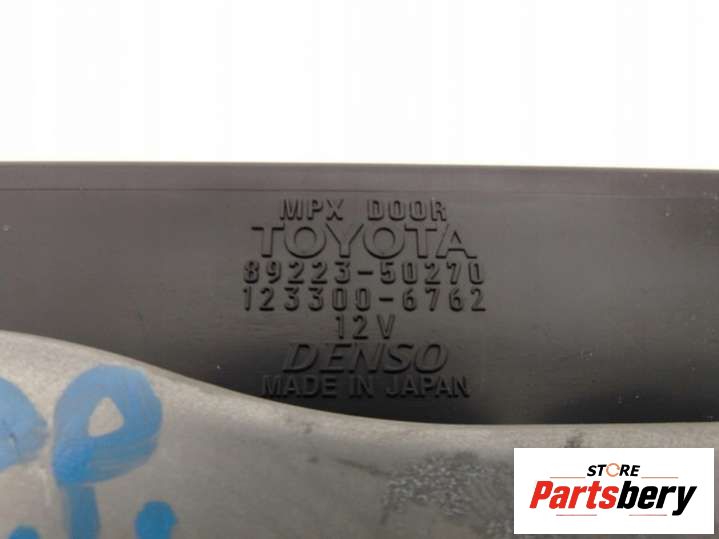 MPX DOOR
TOYOTA
89223-50270
123300-6762
12V
DENSO
MADE IN JAPAN
STORE
Partsbery